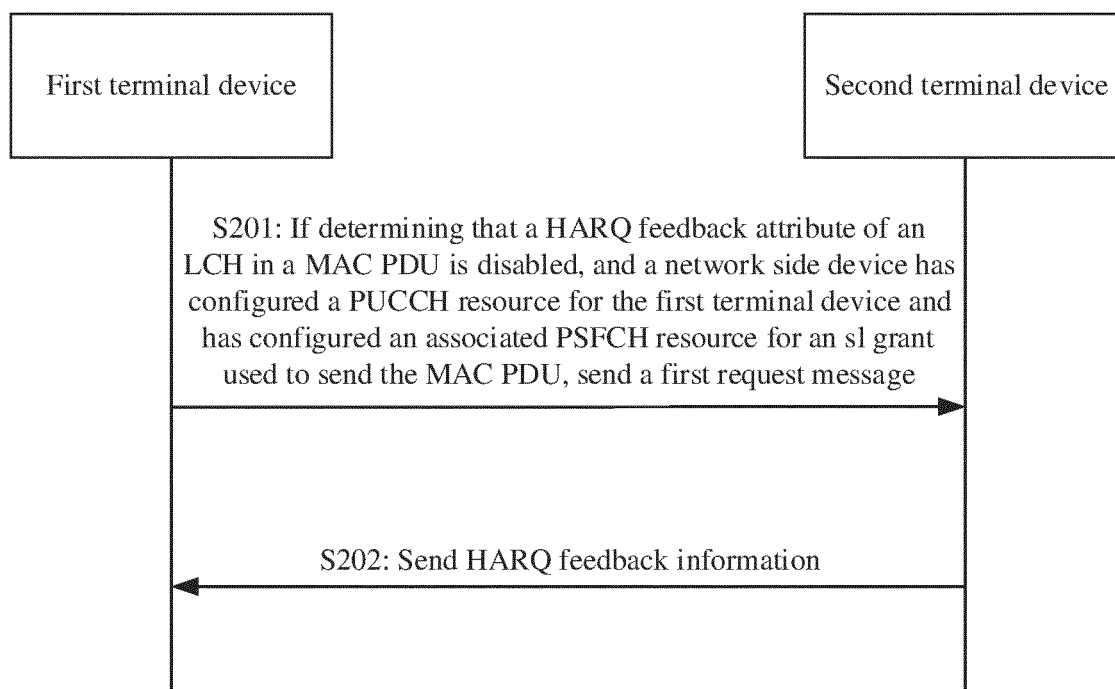 First terminal device
Second terminal device
S201: If determining that a HARQ feedback attribute of an
LCH in a MAC PDU is disabled, and a network side device has
configured a PUCCH resource for the first terminal device and
has configured an associated PSFCH resource for an sl grant
used to send the MAC PDU, send a first request message
S202: Send HARQ feedback information